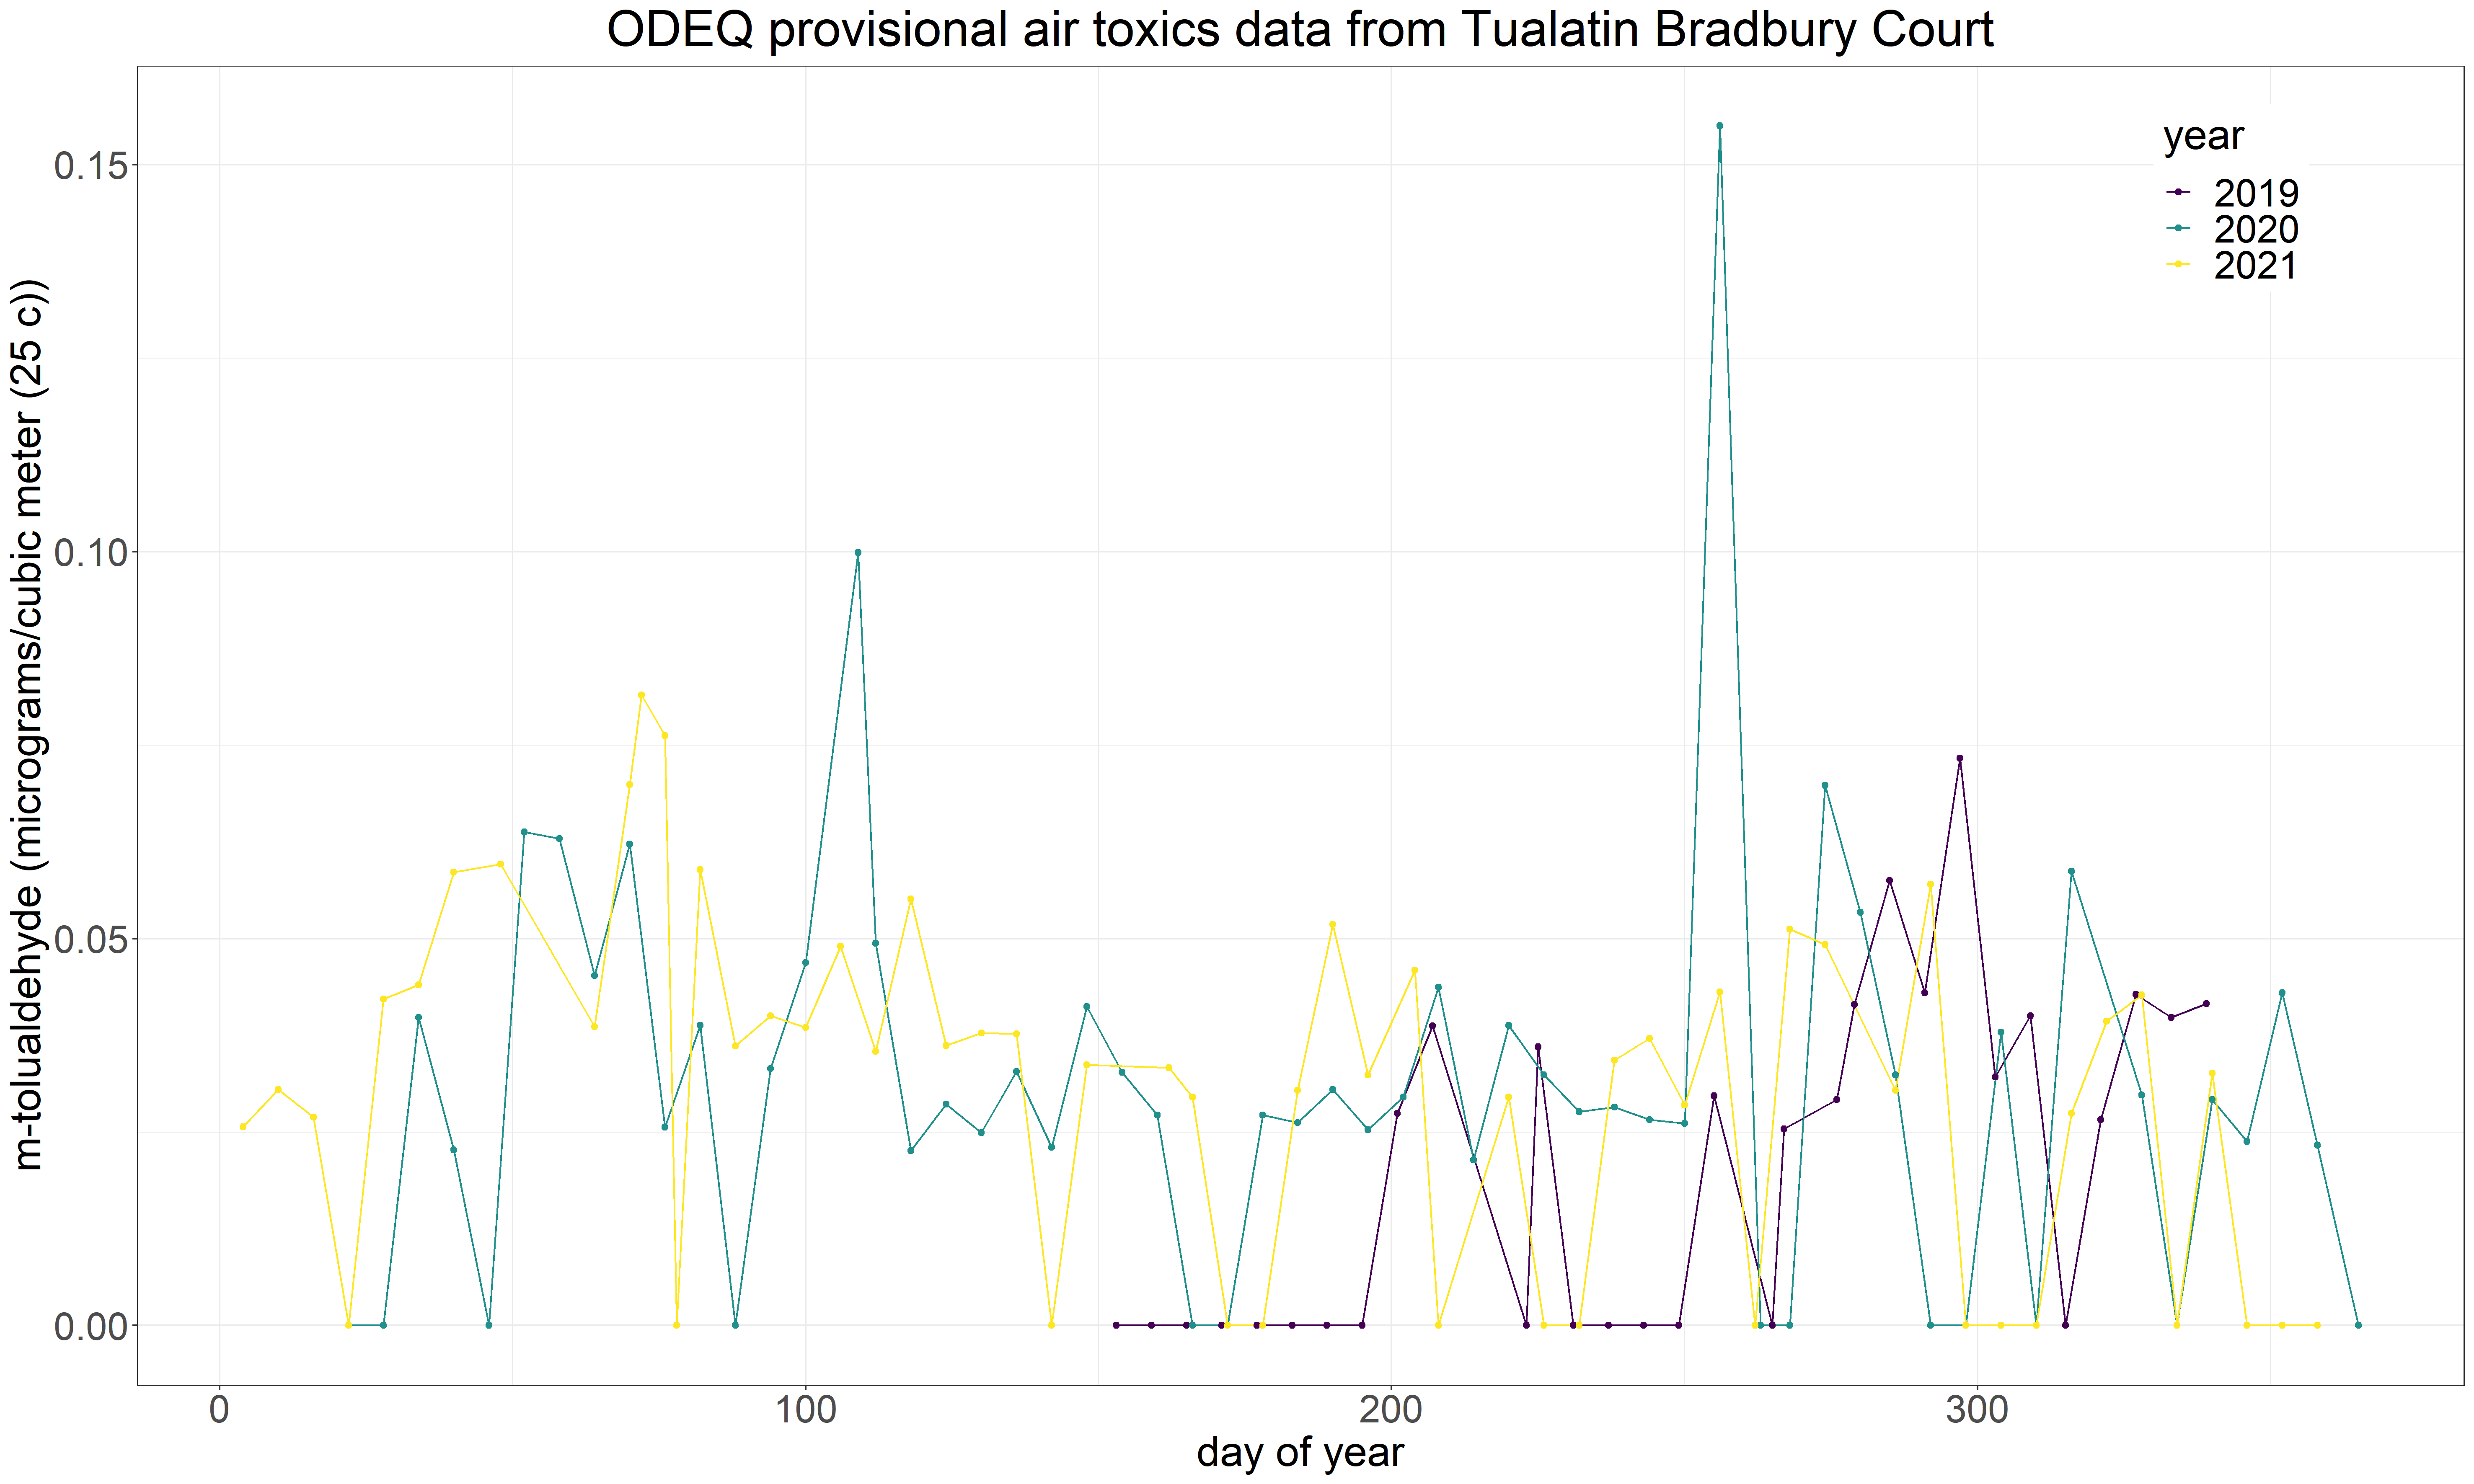 ODEQ provisional air toxics data from Tualatin Bradbury Court
m-tolualdehyde (micrograms/cubic meter (25 c))
0.15
0.10
0.05
0.00
year
2019
2020
2021
0
100
200
300
day of year